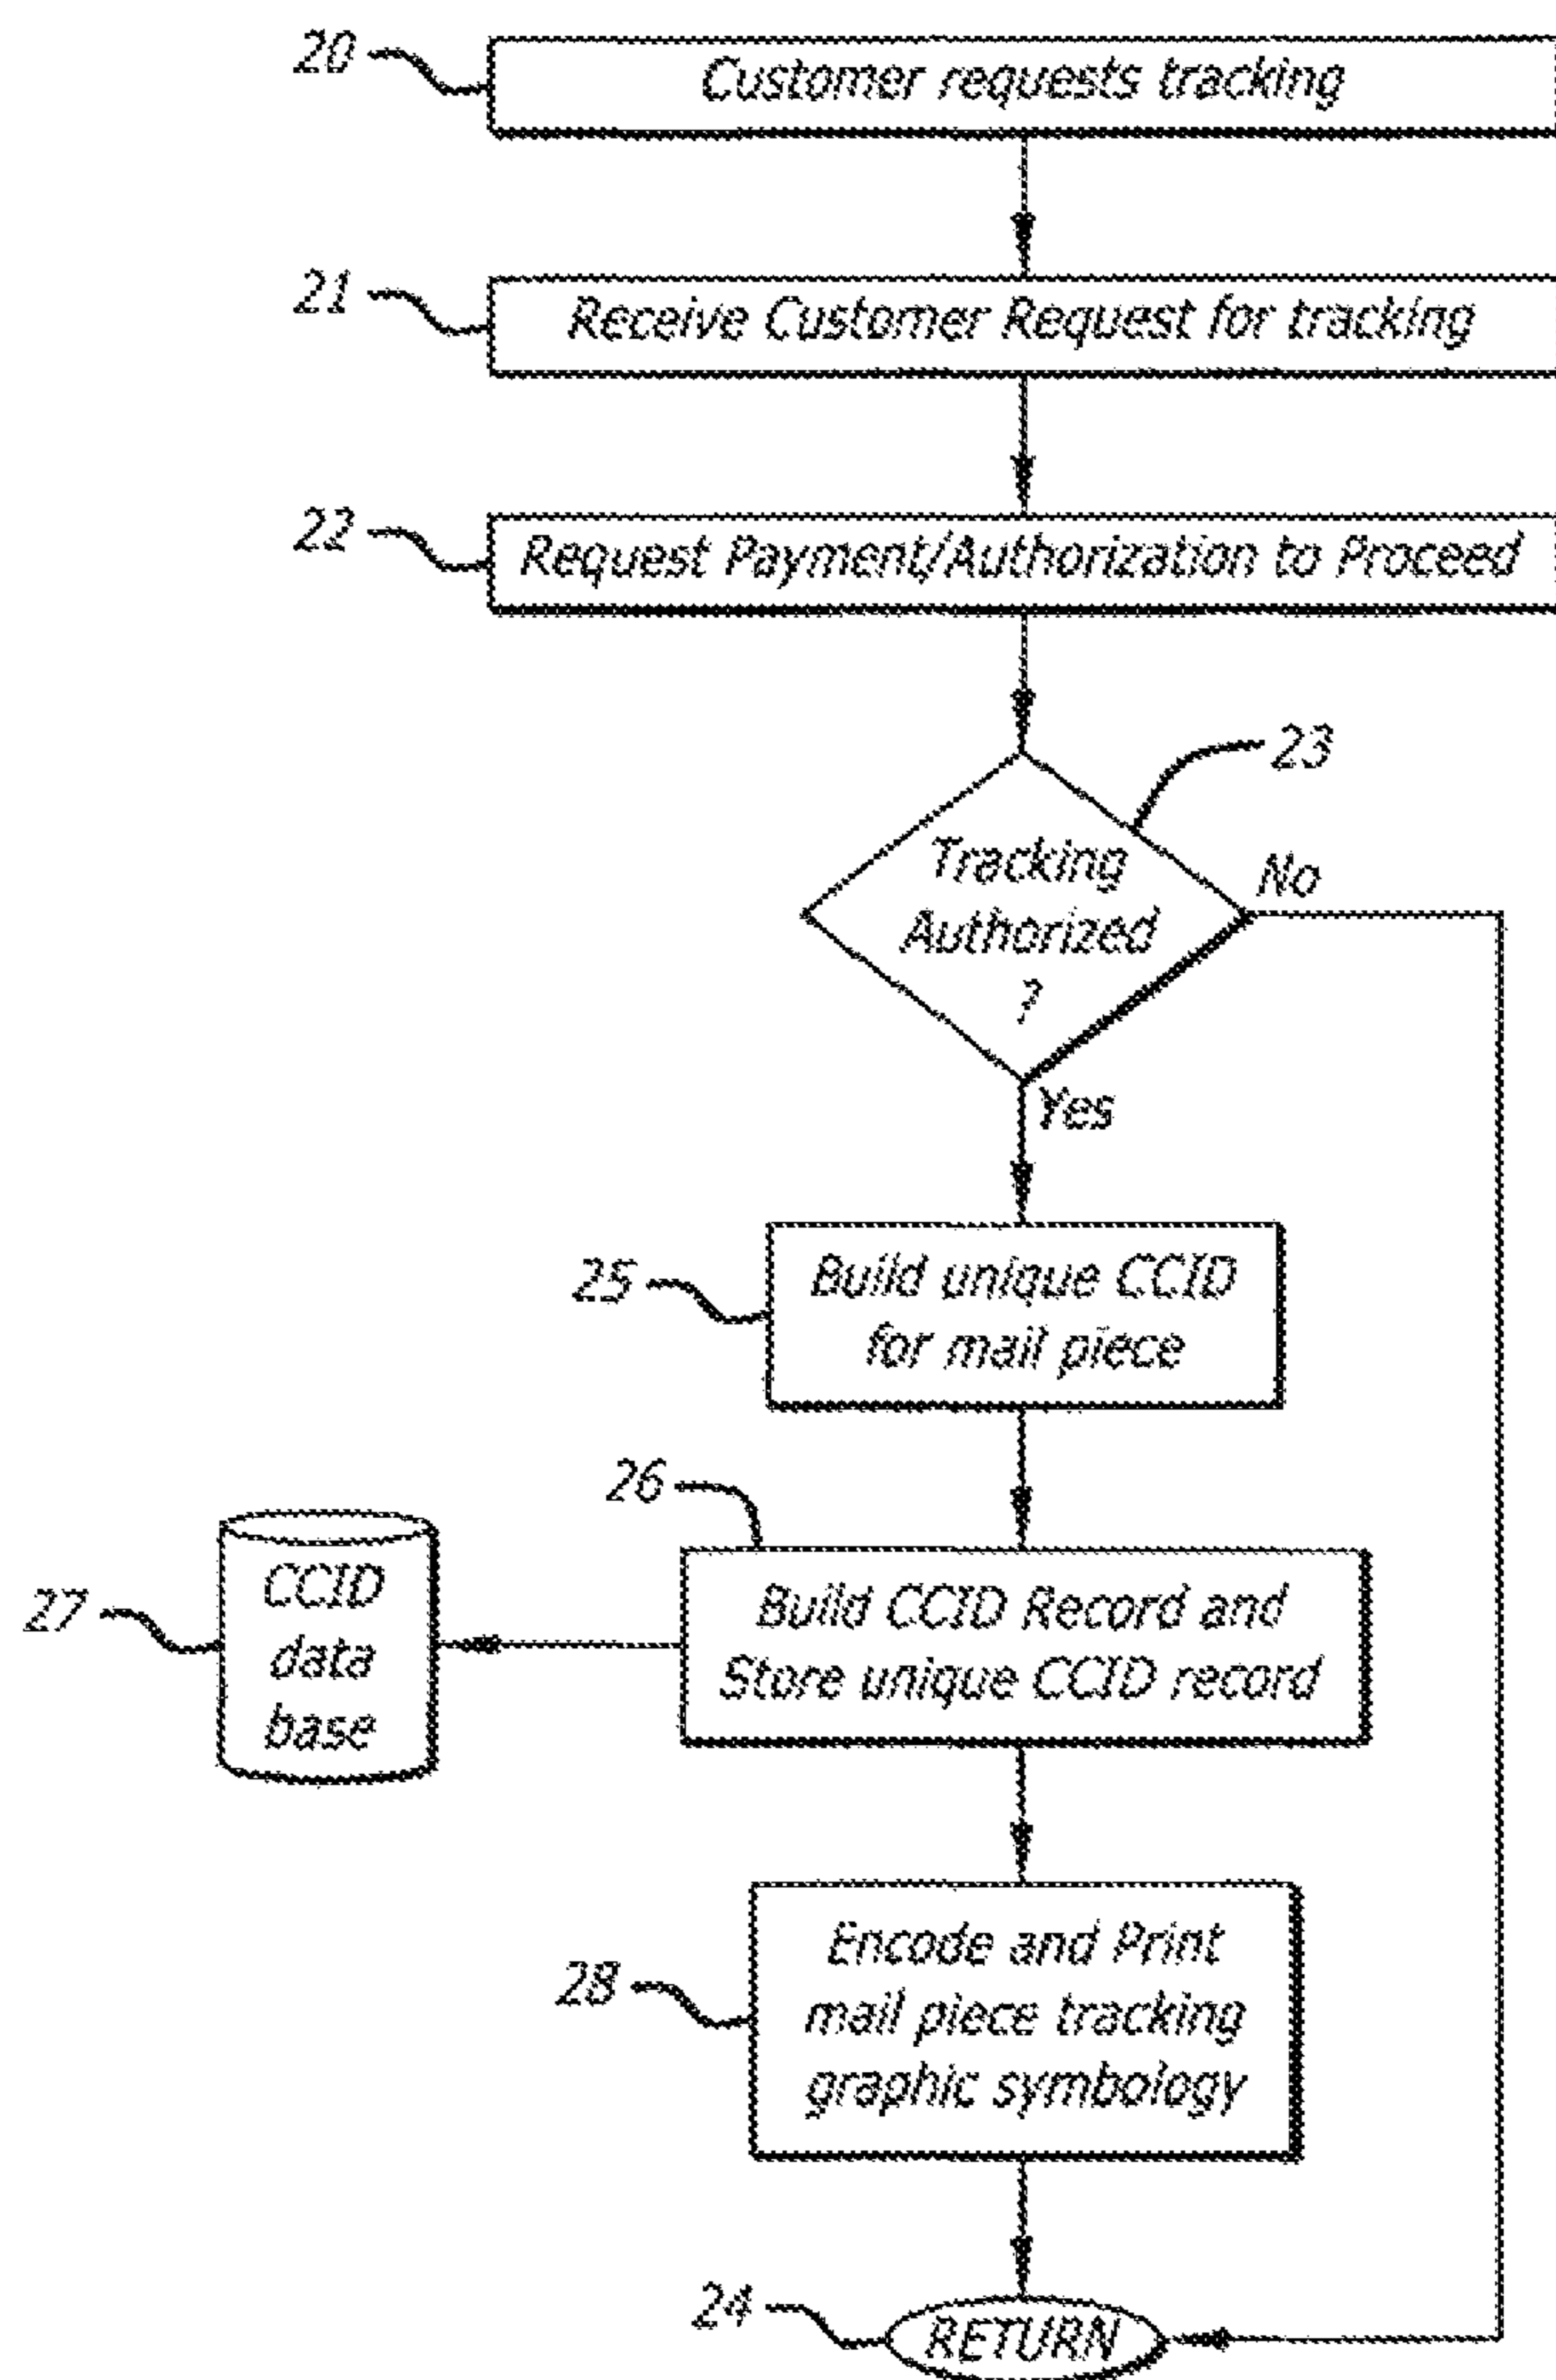 20
Customer requests tracking
21
Receive Customer Request for tracking
22
Request Payment/Authorization to Proceed
23
Tracking
Authorized
?
No
Yes
25
Build unique CCID
for mail piece
26
Build CCID Record and
Store unique CCID record
27
CCID
data
base
28
Encode and Print
mail piece tracking
graphic symbology
24
RETURN